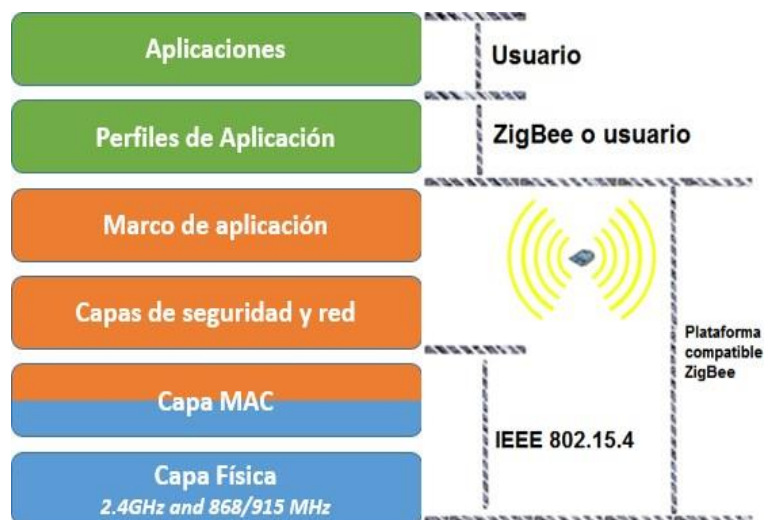 Aplicaciones
Usuario
Perfiles de Aplicación
ZigBee o usuario
Marco de aplicación
Capas de seguridad y red
Plataforma
compatible
ZigBee
Capa MAC
IEEE 802.15.4
Capa Física
2.4GHz and 868/915 MHz